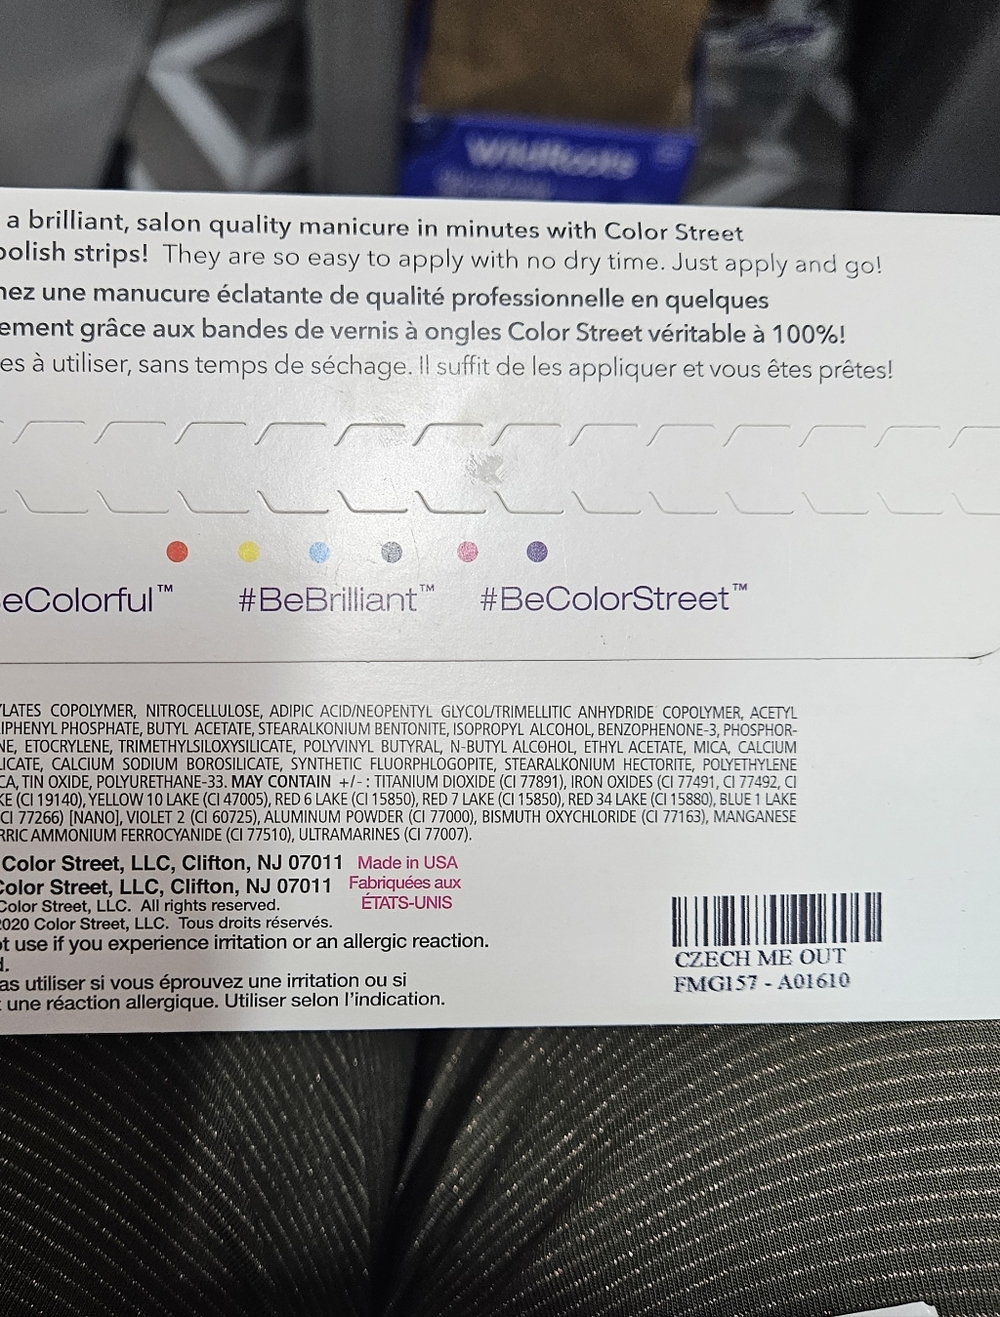 WildRoots
a brilliant, salon quality manicure in minutes with Color Street
polish strips! They are so easy to apply with no dry time. Just apply and go!
nez une manucure éclatante de qualité professionnelle en quelques
ement grâce aux bandes de vernis à ongles Color Street véritable à 100%!
es à utiliser, sans temps de séchage. Il suffit de les appliquer et vous êtes prêtes!
eColorful™ #BeBrilliant™ #BeColorStreet™
LATES COPOLYMER, NITROCELLULOSE, ADIPIC ACID/NEOPENTYL GLYCOL/TRIMELLITIC ANHYDRIDE COPOLYMER, ACETYL
IPHENYL PHOSPHATE, BUTYL ACETATE, STEARALKONIUM BENTONITE, ISOPROPYL ALCOHOL, BENZOPHENONE-3, PHOSPHOR-
NE, ETOCRYLENE, TRIMETHYLSILOXYSILICATE, POLYVINYL BUTYRAL, N-BUTYL ALCOHOL, ETHYL ACETATE, MICA, CALCIUM
LICATE, CALCIUM SODIUM BOROSILICATE, SYNTHETIC FLUORPHLOGOPITE, STEARALKONIUM HECTORITE, POLYETHYLENE
CA, TIN OXIDE, POLYURETHANE-33. MAY CONTAIN +/- : TITANIUM DIOXIDE (CI 77891), IRON OXIDES (CI 77491, CI 77492, CI
KE (CI 19140), YELLOW 10 LAKE (CI 47005), RED 6 LAKE (CI 15850), RED 7 LAKE (CI 15850), RED 34 LAKE (CI 15880), BLUE 1 LAKE
CI 77266) [NANO], VIOLET 2 (CI 60725), ALUMINUM POWDER (CI 77000), BISMUTH OXYCHLORIDE (CI 77163), MANGANESE
RRIC AMMONIUM FERROCYANIDE (CI 77510), ULTRAMARINES (CI 77007).
Color Street, LLC, Clifton, NJ 07011 Made in USA
Color Street, LLC, Clifton, NJ 07011 Fabriquées aux
Color Street, LLC. All rights reserved. ÉTATS-UNIS
2020 Color Street, LLC. Tous droits réservés.
ot use if you experience irritation or an allergic reaction.
d.
as utiliser si vous éprouvez une irritation ou si
une réaction allergique. Utiliser selon l'indication.
CZECH ME OUT
FMG157 - A01610